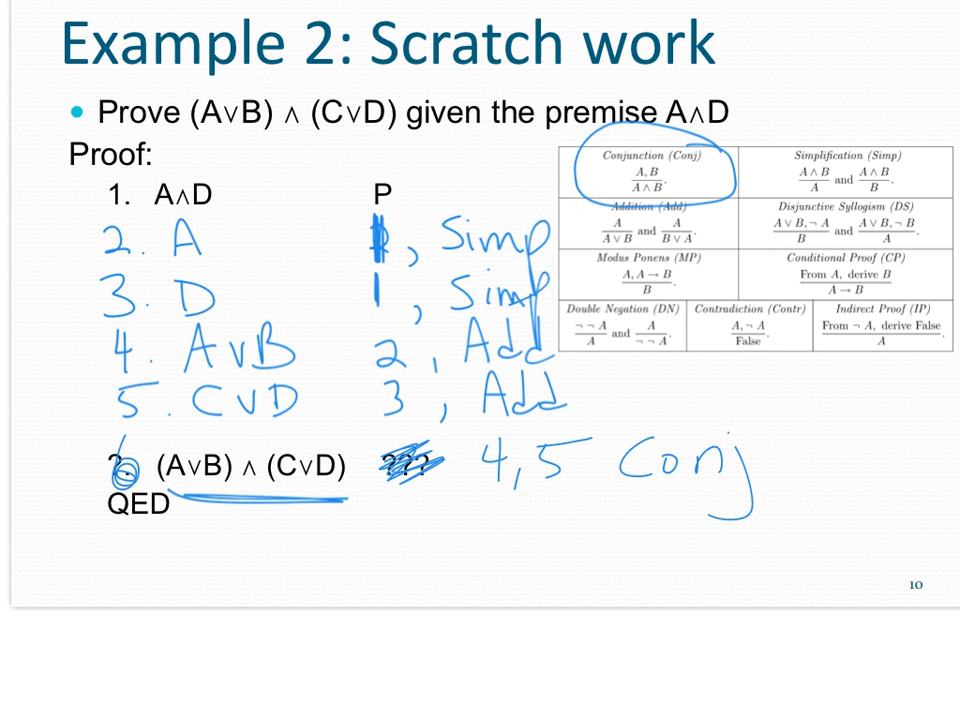 Example 2: Scratch work
• Prove (A∨B) ∧ (C∨D) given the premise A∧D
Proof:
1. A∧D P
2. A 1, Simp
3. D 1, Simp
4. A∨B 2, Add
5. C∨D 3, Add
6 (A∨B) ∧ (C∨D) 4,5 Conj
QED
Conjunction (Conj)
A, B
A ∧ B.
Simplification (Simp)
A ∧ B and A ∧ B
A B.
Addition (Add)
A and A
A ∨ B B ∨ A.
Disjunctive Syllogism (DS)
A ∨ B, ¬ A and A ∨ B, ¬ B
B A.
Modus Ponens (MP)
A, A → B
B.
Conditional Proof (CP)
From A, derive B
A → B.
Double Negation (DN)
¬ ¬ A and A
A ¬ ¬ A.
Contradiction (Contr)
A, ¬ A
False.
Indirect Proof (IP)
From ¬ A, derive False
A.
10